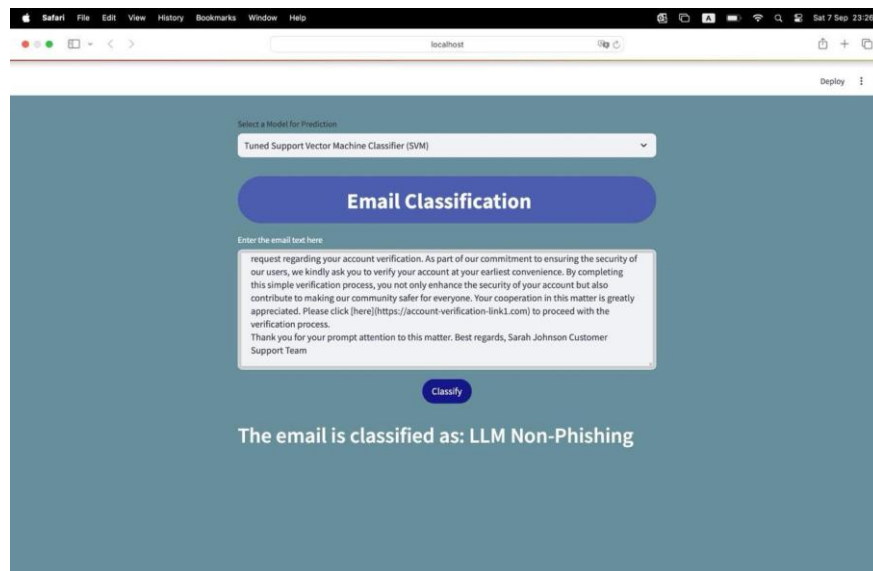 Safari File Edit View History Bookmarks Window Help
A
Sat 7 Sep 23:26
localhost
Deploy
Select a Model for Prediction
Tuned Support Vector Machine Classifier (SVM)
Email Classification
Enter the email text here
request regarding your account verification. As part of our commitment to ensuring the security of
our users, we kindly ask you to verify your account at your earliest convenience. By completing
this simple verification process, you not only enhance the security of your account but also
contribute to making our community safer for everyone. Your cooperation in this matter is greatly
appreciated. Please click [here](https://account-verification-link1.com) to proceed with the
verification process.
Thank you for your prompt attention to this matter. Best regards, Sarah Johnson Customer
Support Team
Classify
The email is classified as: LLM Non-Phishing